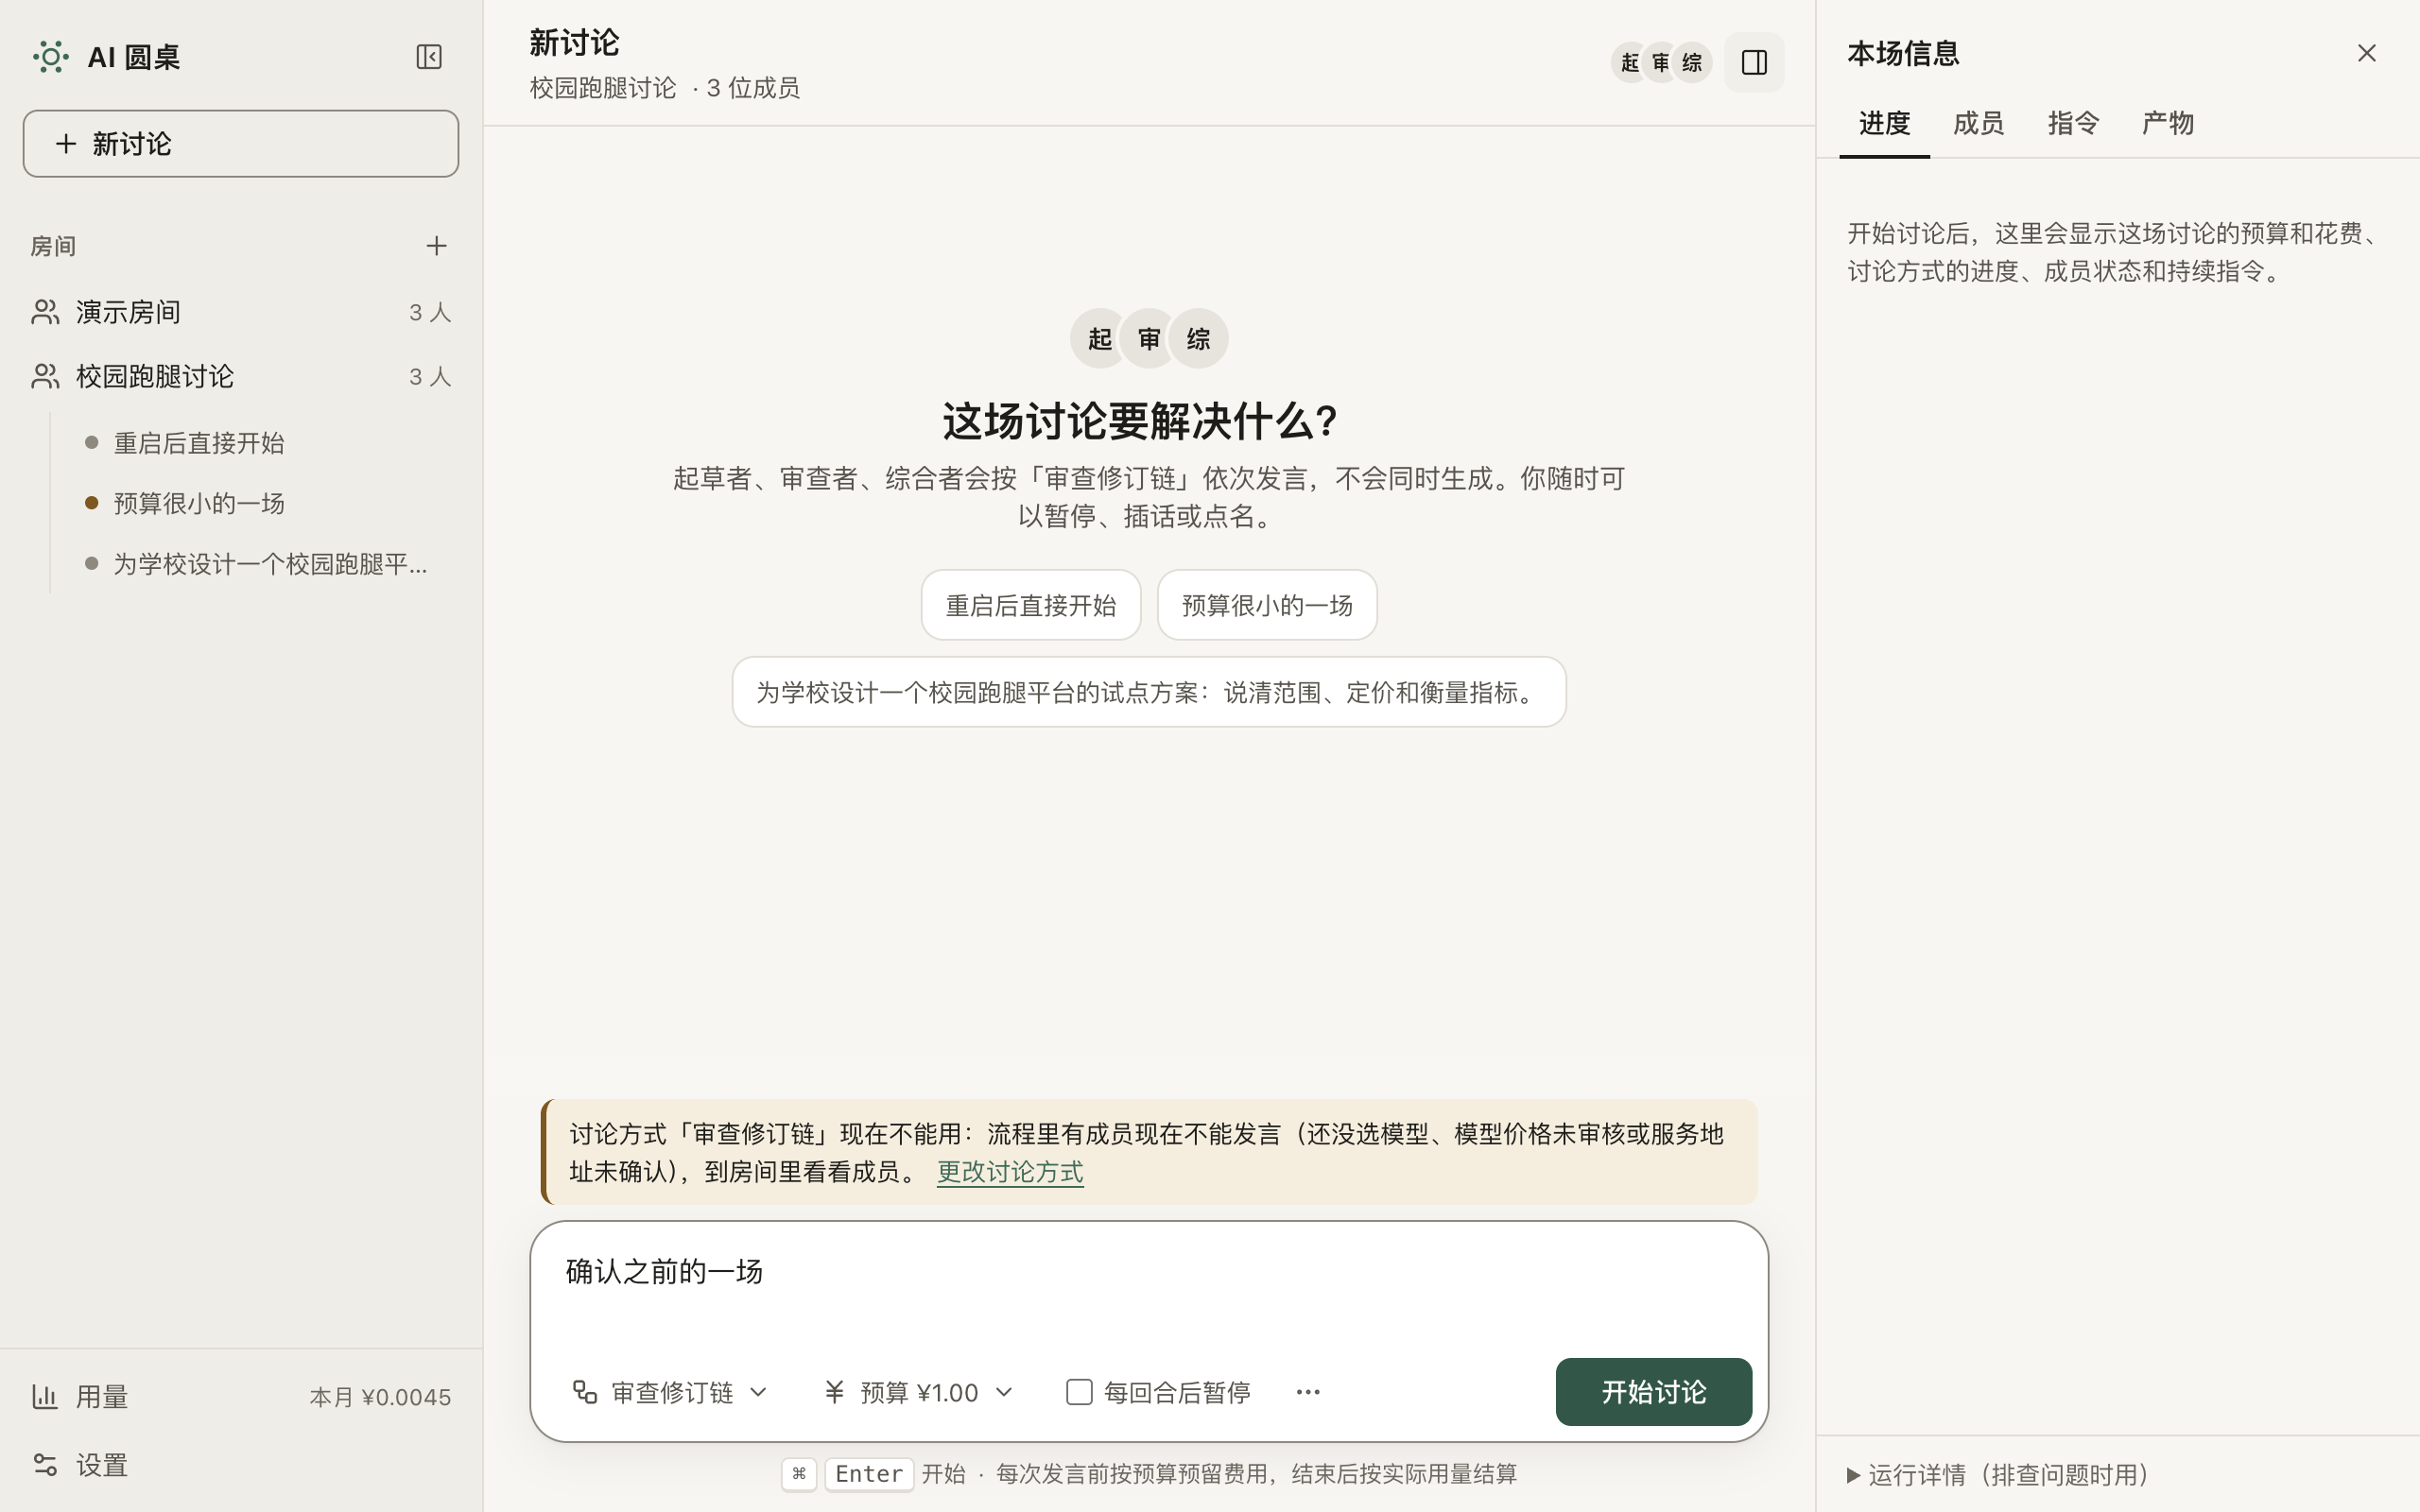 AI 圆桌
新讨论
房间
演示房间 3 人
校园跑腿讨论 3 人
重启后直接开始
预算很小的一场
为学校设计一个校园跑腿平...
用量 本月 ¥0.0045
设置
新讨论
校园跑腿讨论 · 3 位成员
起 审 综
起 审 综
这场讨论要解决什么？
起草者、审查者、综合者会按「审查修订链」依次发言，不会同时生成。你随时可
以暂停、插话或点名。
重启后直接开始 预算很小的一场
为学校设计一个校园跑腿平台的试点方案：说清范围、定价和衡量指标。
讨论方式「审查修订链」现在不能用：流程里有成员现在不能发言（还没选模型、模型价格未审核或服务地
址未确认），到房间里看看成员。 更改讨论方式
确认之前的一场
审查修订链 ¥ 预算 ¥1.00 每回合后暂停 ··· 开始讨论
⌘ Enter 开始 · 每次发言前按预算预留费用，结束后按实际用量结算
本场信息
进度 成员 指令 产物
开始讨论后，这里会显示这场讨论的预算和花费、
讨论方式的进度、成员状态和持续指令。
运行详情（排查问题时用）